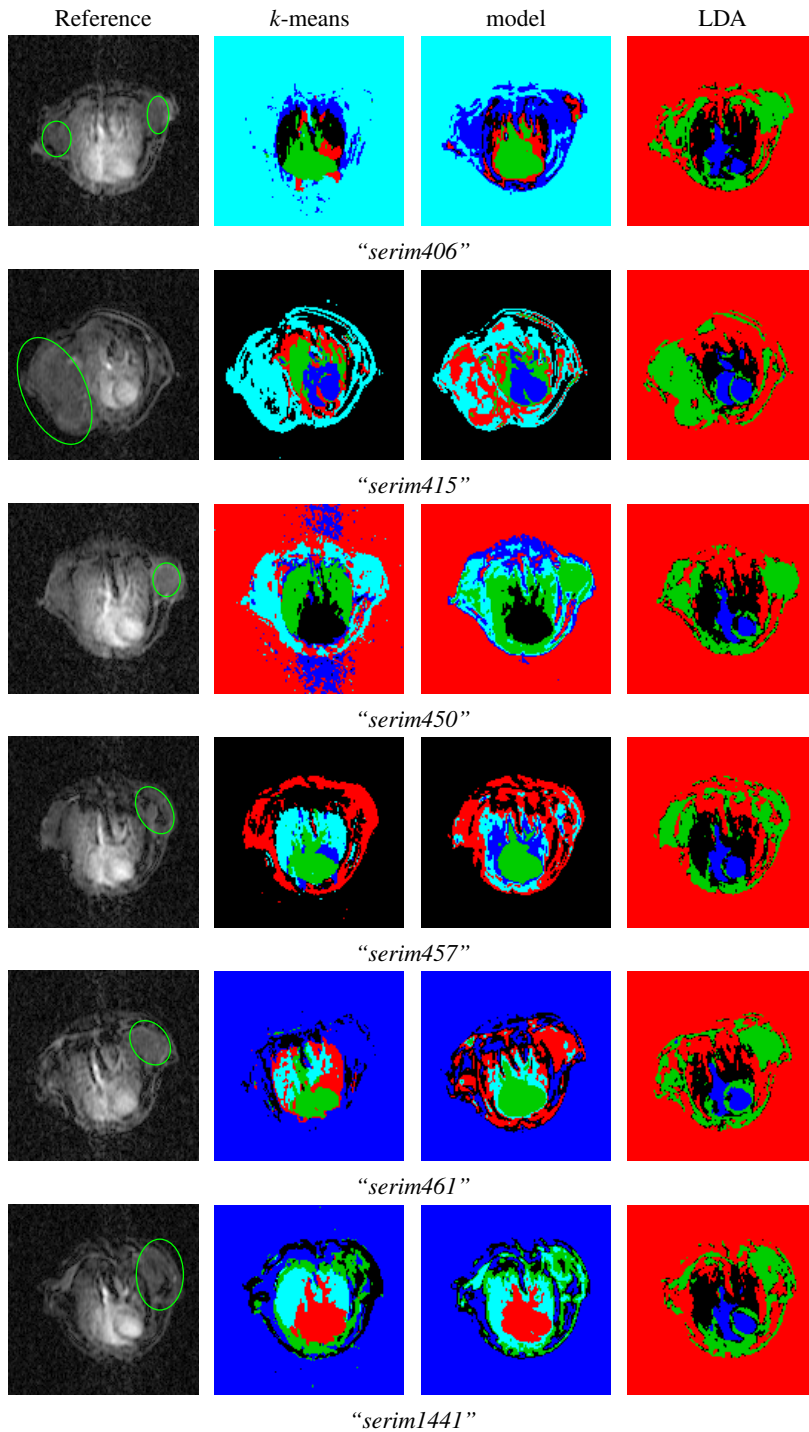 Reference k-means model LDA
“serim406”
“serim415”
“serim450”
“serim457”
“serim461”
“serim1441”